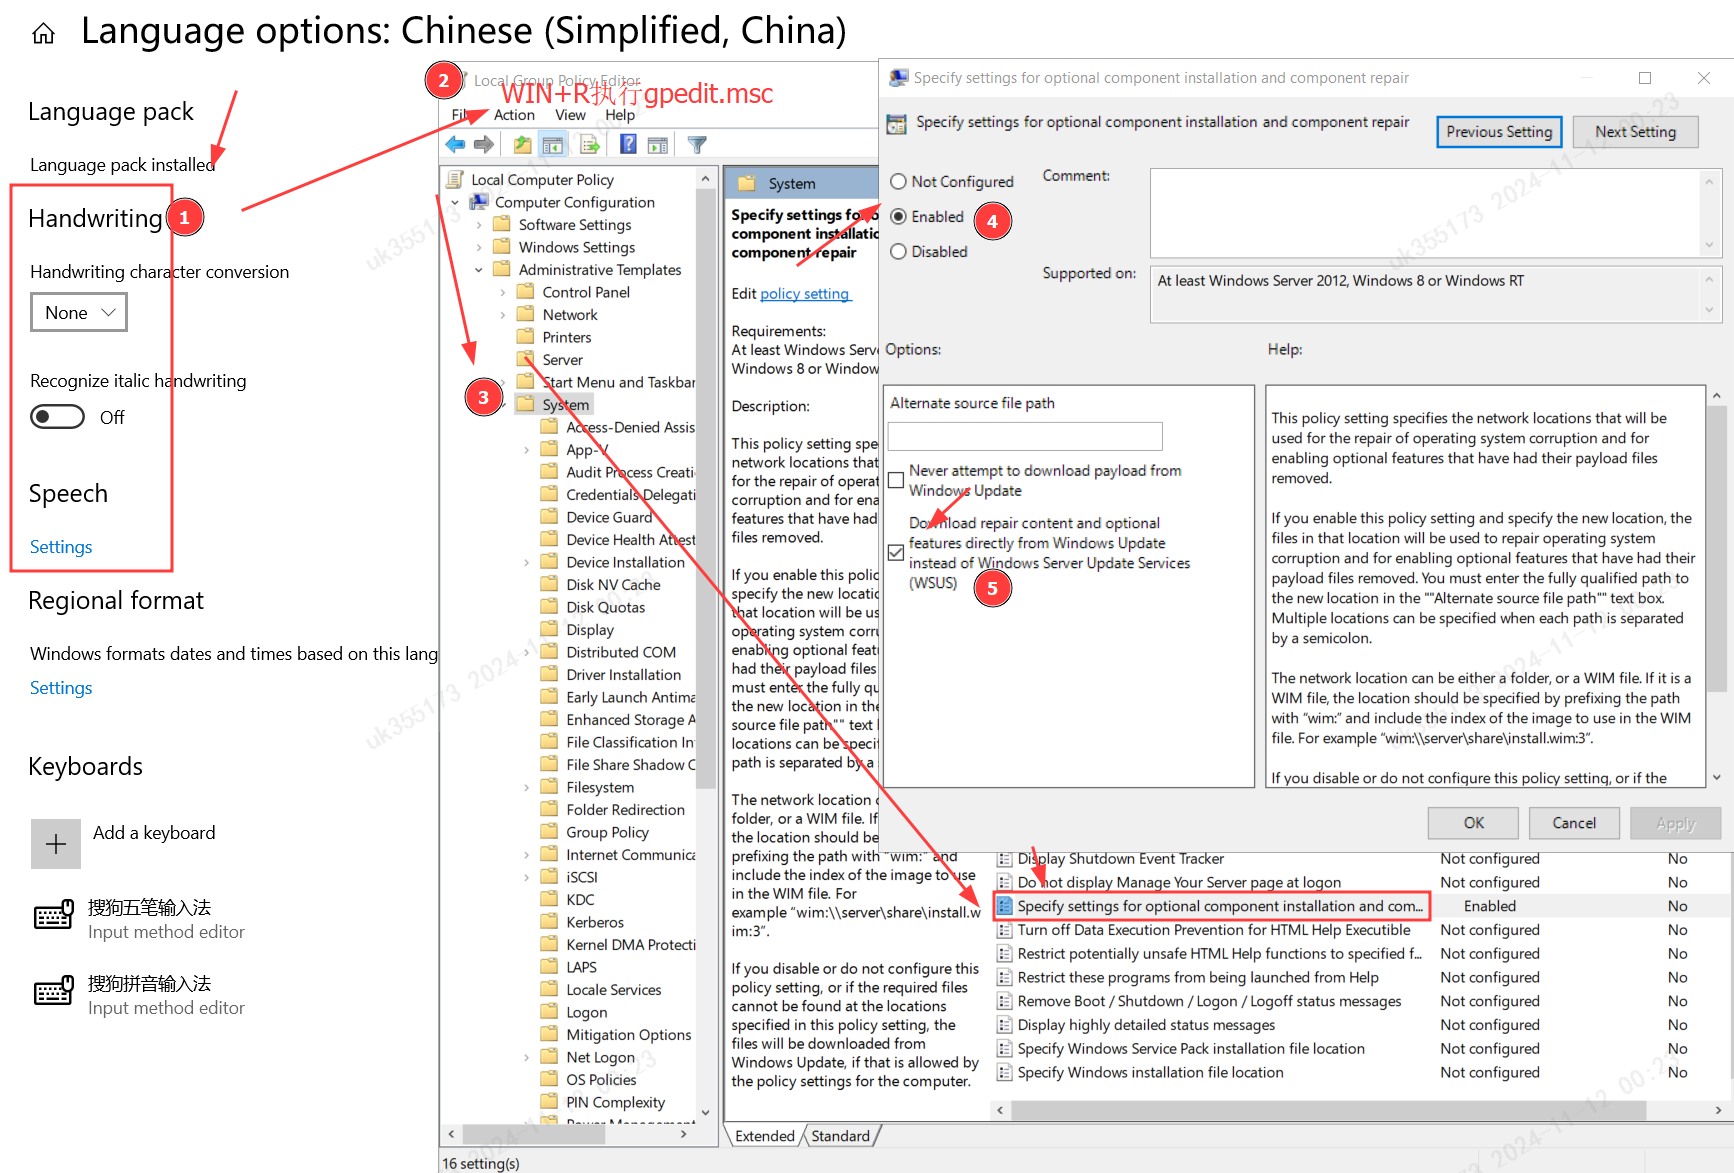 Language options: Chinese (Simplified, China)
Language pack
Language pack installed
Handwriting
1
Handwriting character conversion
None
Recognize italic handwriting
Off
Speech
Settings
Regional format
Windows formats dates and times based on this lang
Settings
Keyboards
Add a keyboard
搜狗五笔输入法
Input method editor
搜狗拼音输入法
Input method editor
2
Local Group Policy Editor
WIN+R执行gpedit.msc
Action View Help
Local Computer Policy
Computer Configuration
Software Settings
Windows Settings
Administrative Templates
Control Panel
Network
Printers
Server
Start Menu and Taskbar
3
System
Access-Denied Assis
App-V
Audit Process Creati
Credentials Delegati
Device Guard
Device Health Attest
Device Installation
Disk NV Cache
Disk Quotas
Display
Distributed COM
Driver Installation
Early Launch Antima
Enhanced Storage A
File Classification In
File Share Shadow C
Filesystem
Folder Redirection
Group Policy
Internet Communica
iSCSI
KDC
Kerberos
Kernel DMA Protecti
LAPS
Locale Services
Logon
Mitigation Options
Net Logon
OS Policies
PIN Complexity
Power Management
16 setting(s)
System
Specify settings for o
component installatio
component repair
Edit policy setting
Requirements:
At least Windows Serv
Windows 8 or Window
Description:
This policy setting spe
network locations that
for the repair of operat
corruption and for ena
features that have had
files removed.
If you enable this polic
specify the new locatic
that location will be us
operating system corru
enabling optional feat
had their payload files
must enter the fully qu
the new location in the
source file path"" text
locations can be specif
path is separated by a
The network location
folder, or a WIM file. If
the location should be
prefixing the path with “wim:” and
include the index of the image to use
in the WIM file. For
example “wim:\\server\share\install.w
im:3”.
If you disable or do not configure this
policy setting, or if the required files
cannot be found at the locations
specified in this policy setting, the
files will be downloaded from
Windows Update, if that is allowed by
the policy settings for the computer.
Extended Standard
Specify settings for optional component installation and component repair
Specify settings for optional component installation and component repair
Previous Setting Next Setting
Not Configured
Enabled
4
Disabled
Comment:
Supported on:
At least Windows Server 2012, Windows 8 or Windows RT
Options:
Help:
Alternate source file path
Never attempt to download payload from
Windows Update
Download repair content and optional
features directly from Windows Update
instead of Windows Server Update Services
(WSUS)
5
This policy setting specifies the network locations that will be
used for the repair of operating system corruption and for
enabling optional features that have had their payload files
removed.
If you enable this policy setting and specify the new location, the
files in that location will be used to repair operating system
corruption and for enabling optional features that have had their
payload files removed. You must enter the fully qualified path to
the new location in the ""Alternate source file path"" text box.
Multiple locations can be specified when each path is separated
by a semicolon.
The network location can be either a folder, or a WIM file. If it is a
WIM file, the location should be specified by prefixing the path
with “wim:” and include the index of the image to use in the WIM
file. For example “wim:\\server\share\install.wim:3”.
If you disable or do not configure this policy setting, or if the
OK Cancel Apply
Display Shutdown Event Tracker Not configured No
Do not display Manage Your Server page at logon Not configured No
Specify settings for optional component installation and com... Enabled No
Turn off Data Execution Prevention for HTML Help Executible Not configured No
Restrict potentially unsafe HTML Help functions to specified f... Not configured No
Restrict these programs from being launched from Help Not configured No
Remove Boot / Shutdown / Logon / Logoff status messages Not configured No
Display highly detailed status messages Not configured No
Specify Windows Service Pack installation file location Not configured No
Specify Windows installation file location Not configured No
uk355173 2024-11-12 00:23